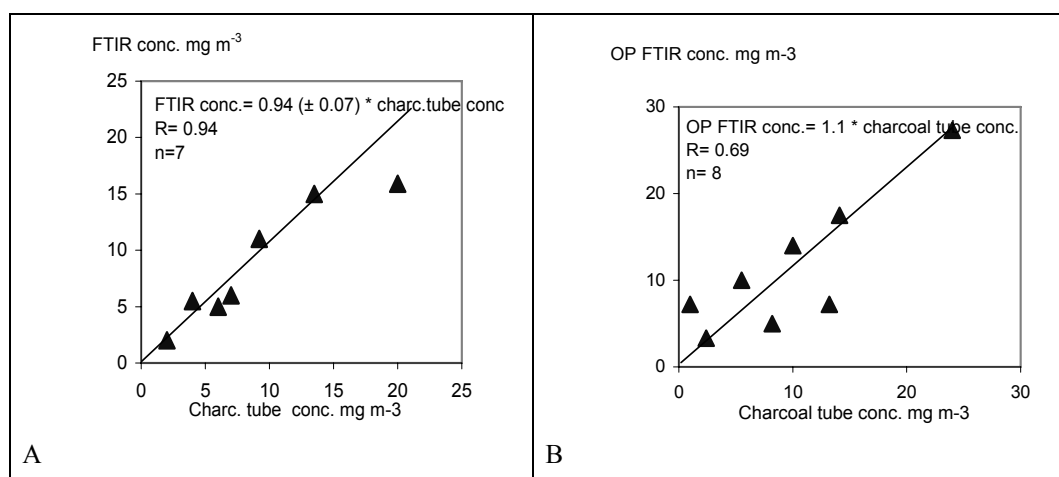 FTIR conc. mg m-3
25
20
15
10
5
0
FTIR conc.= 0.94 (± 0.07) * charc.tube conc
R= 0.94
n=7
0 5 10 15 20 25
Charc. tube conc. mg m-3
A
OP FTIR conc. mg m-3
30
20
10
0
OP FTIR conc.= 1.1 * charcoal tube conc.
R= 0.69
n= 8
0 10 20 30
Charcoal tube conc. mg m-3
B